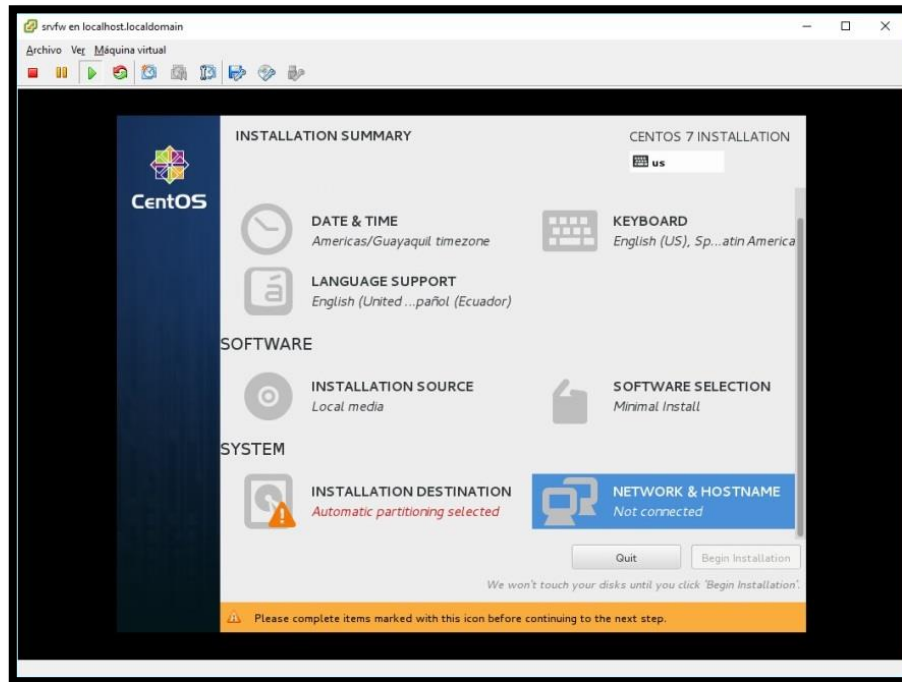 srvfw en localhost.localdomain
Archivo Ver Máquina virtual
INSTALLATION SUMMARY
CENTOS 7 INSTALLATION
us
CentOS
DATE & TIME
Americas/Guayaquil timezone
KEYBOARD
English (US), Sp...atin America
LANGUAGE SUPPORT
English (United ...pañol (Ecuador)
SOFTWARE
INSTALLATION SOURCE
Local media
SOFTWARE SELECTION
Minimal Install
SYSTEM
INSTALLATION DESTINATION
Automatic partitioning selected
NETWORK & HOSTNAME
Not connected
Quit
Begin Installation
We won't touch your disks until you click 'Begin Installation'.
Please complete items marked with this icon before continuing to the next step.